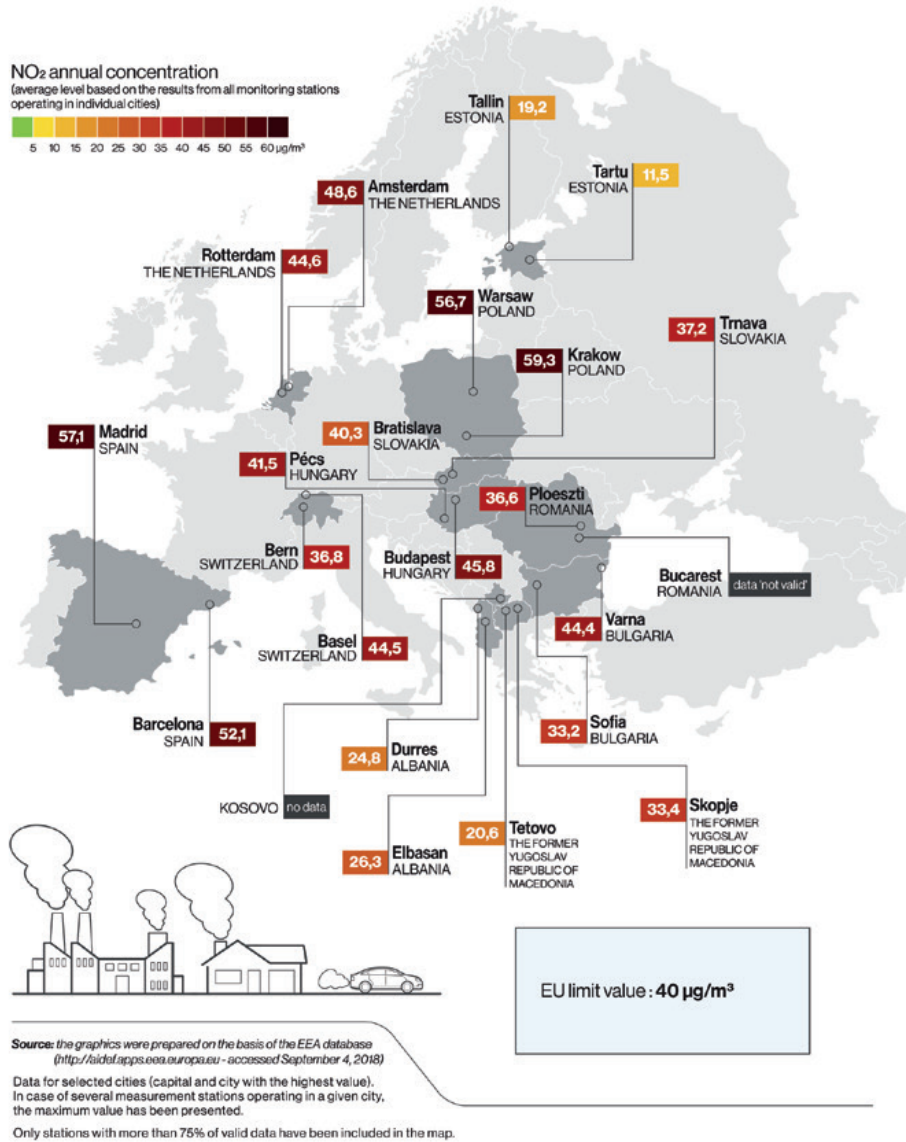 NO₂ annual concentration
(average level based on the results from all monitoring stations
operating in individual cities)
5 10 15 20 25 30 35 40 45 50 55 60 µg/m³
Tallin
ESTONIA
19,2
Tartu
ESTONIA
11,5
48,6
Amsterdam
THE NETHERLANDS
Rotterdam
THE NETHERLANDS
44,6
56,7
Warsaw
POLAND
37,2
Trnava
SLOVAKIA
59,3
Krakow
POLAND
57,1
Madrid
SPAIN
40,3
Bratislava
SLOVAKIA
41,5
Pécs
HUNGARY
36,6
Ploeszti
ROMANIA
Bern
SWITZERLAND
36,8
Budapest
HUNGARY
45,8
Bucarest
ROMANIA
data 'not valid'
Basel
SWITZERLAND
44,5
44,4
Varna
BULGARIA
Barcelona
SPAIN
52,1
33,2
Sofia
BULGARIA
24,8
Durres
ALBANIA
KOSOVO
no data
33,4
Skopje
THE FORMER
YUGOSLAV
REPUBLIC OF
MACEDONIA
20,6
Tetovo
THE FORMER
YUGOSLAV
REPUBLIC OF
MACEDONIA
26,3
Elbasan
ALBANIA
EU limit value : 40 µg/m³
Source: the graphics were prepared on the basis of the EEA database
(http://aidef.apps.eea.europa.eu - accessed September 4, 2018)
Data for selected cities (capital and city with the highest value).
In case of several measurement stations operating in a given city,
the maximum value has been presented.
Only stations with more than 75% of valid data have been included in the map.